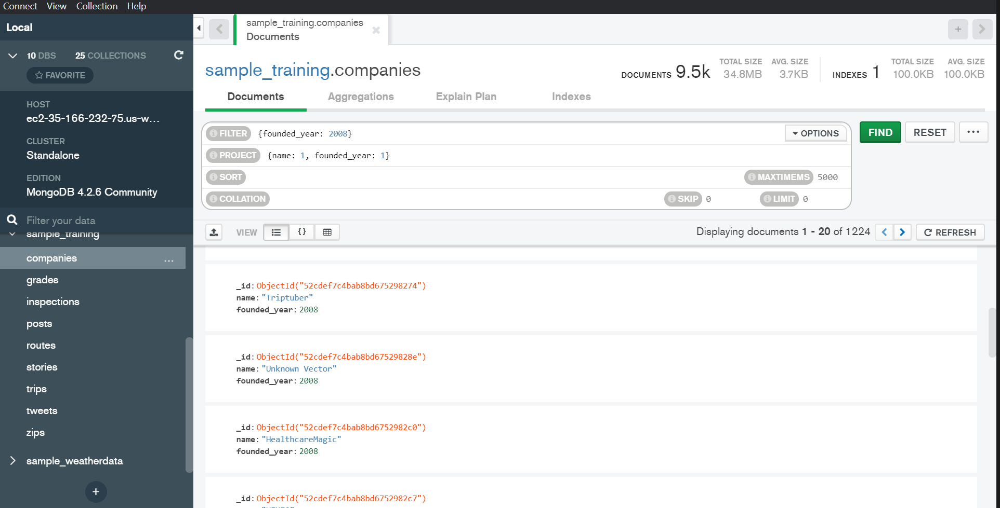 Connect View Collection Help
Local
10 DBS 25 COLLECTIONS
FAVORITE
HOST
ec2-35-166-232-75.us-w...
CLUSTER
Standalone
EDITION
MongoDB 4.2.6 Community
Filter your data
sample_training
companies ...
grades
inspections
posts
routes
stories
trips
tweets
zips
sample_weatherdata
+
sample_training.companies
Documents
sample_training.companies
DOCUMENTS 9.5k TOTAL SIZE 34.8MB AVG. SIZE 3.7KB INDEXES 1 TOTAL SIZE 100.0KB AVG. SIZE 100.0KB
Documents Aggregations Explain Plan Indexes
FILTER {founded_year: 2008} OPTIONS FIND RESET ...
PROJECT {name: 1, founded_year: 1}
SORT MAXTIMEMS 5000
COLLATION SKIP 0 LIMIT 0
VIEW {} Displaying documents 1 - 20 of 1224 REFRESH
_id: ObjectId("52cdef7c4bab8bd675298274")
name: "Triptuber"
founded_year: 2008
_id: ObjectId("52cdef7c4bab8bd67529828e")
name: "Unknown Vector"
founded_year: 2008
_id: ObjectId("52cdef7c4bab8bd6752982c0")
name: "HealthcareMagic"
founded_year: 2008
_id: ObjectId("52cdef7c4bab8bd6752982c7")